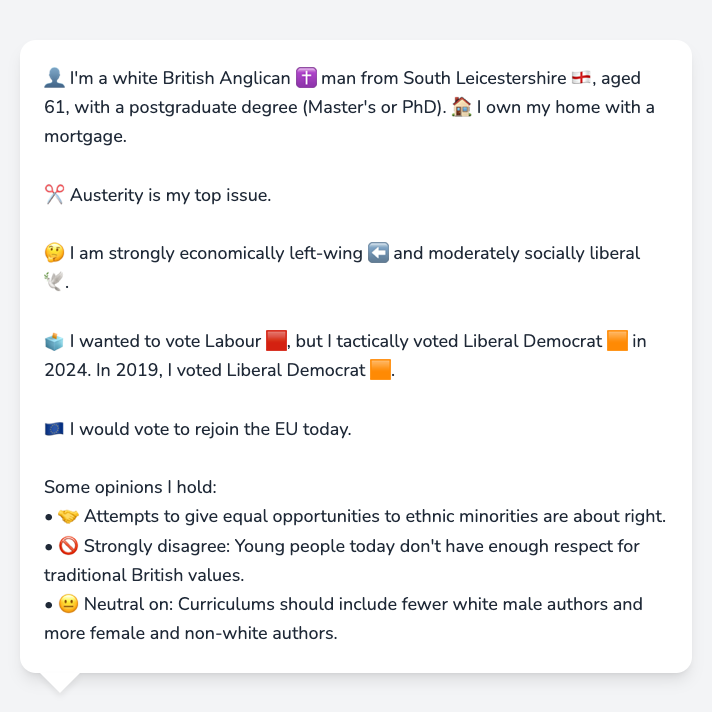 👤 I'm a white British Anglican ✝️ man from South Leicestershire 🏴󠁧󠁢󠁥󠁮󠁧󠁿, aged
61, with a postgraduate degree (Master's or PhD). 🏠 I own my home with a
mortgage.
✂️ Austerity is my top issue.
🤔 I am strongly economically left-wing ⬅️ and moderately socially liberal
🕊️.
🗳️ I wanted to vote Labour 🟥, but I tactically voted Liberal Democrat 🟧 in
2024. In 2019, I voted Liberal Democrat 🟧.
🇪🇺 I would vote to rejoin the EU today.
Some opinions I hold:
• 🤝 Attempts to give equal opportunities to ethnic minorities are about right.
• 🚫 Strongly disagree: Young people today don't have enough respect for
traditional British values.
• 😐 Neutral on: Curriculums should include fewer white male authors and
more female and non-white authors.